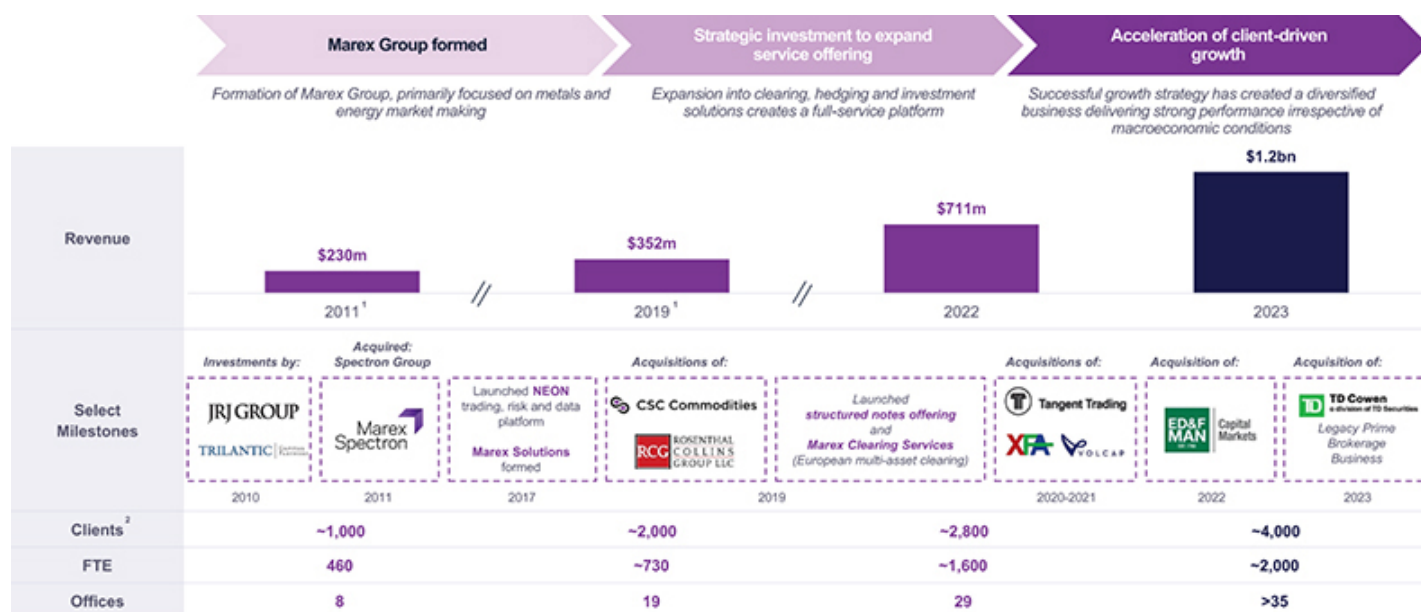 Marex Group formed
Strategic investment to expand
service offering
Acceleration of client-driven
growth
Formation of Marex Group, primarily focused on metals and
energy market making
Expansion into clearing, hedging and investment
solutions creates a full-service platform
Successful growth strategy has created a diversified
business delivering strong performance irrespective of
macroeconomic conditions
Revenue
$230m
$352m
$711m
$1.2bn
2011 1
2019 1
2022
2023
Select
Milestones
Investments by:
JRJ GROUP
TRILANTIC
2010
Acquired:
Spectron Group
Marex
Spectron
2011
Launched NEON
trading, risk and data
platform
Marex Solutions
formed
2017
Acquisitions of:
CSC Commodities
RCG ROSENTHAL
COLLINS
GROUP LLC
Launched
structured notes offering
and
Marex Clearing Services
(European multi-asset clearing)
2019
Acquisitions of:
Tangent Trading
XFA VOLCAP
2020-2021
Acquisition of:
ED&F
MAN
Capital
Markets
2022
Acquisition of:
TD TD Cowen
a division of TD Securities
Legacy Prime
Brokerage
Business
2023
Clients 2
~1,000
~2,000
~2,800
~4,000
FTE
460
~730
~1,600
~2,000
Offices
8
19
29
>35